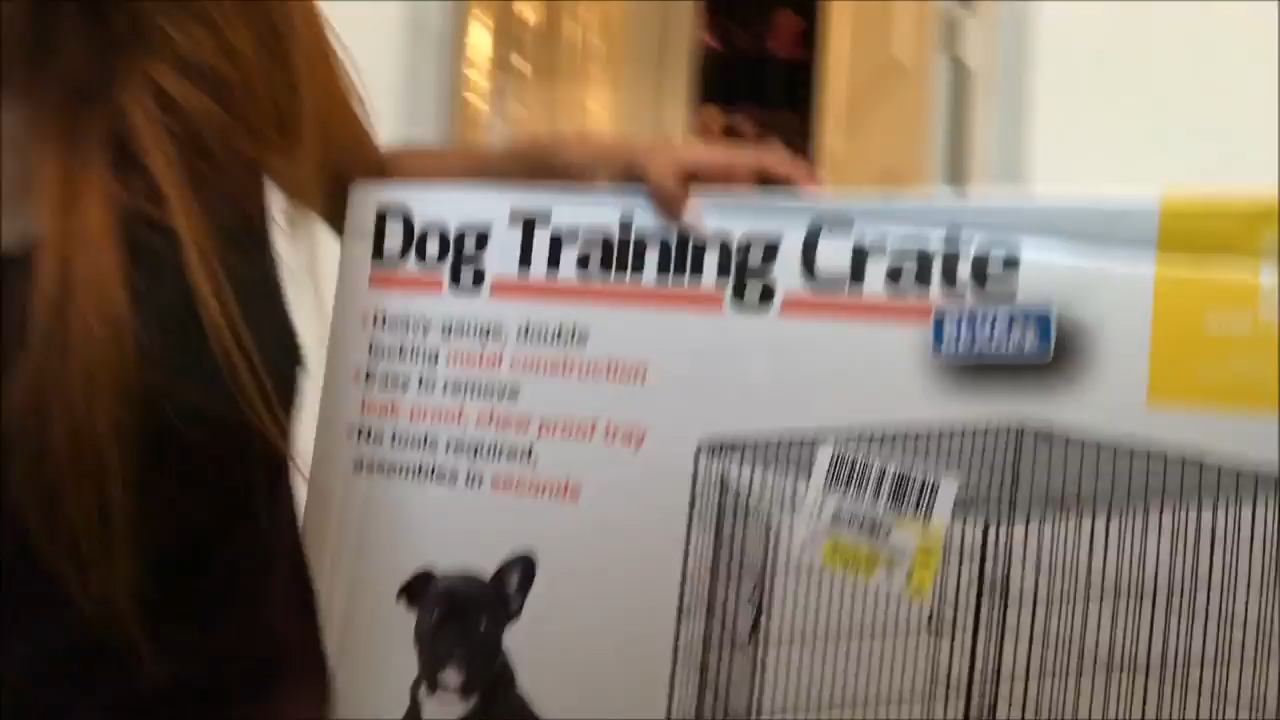 Dog Training Crate
• Heavy gauge, double
locking metal construction
• Easy to remove
leak proof, chew proof tray
• No tools required,
assembles in seconds